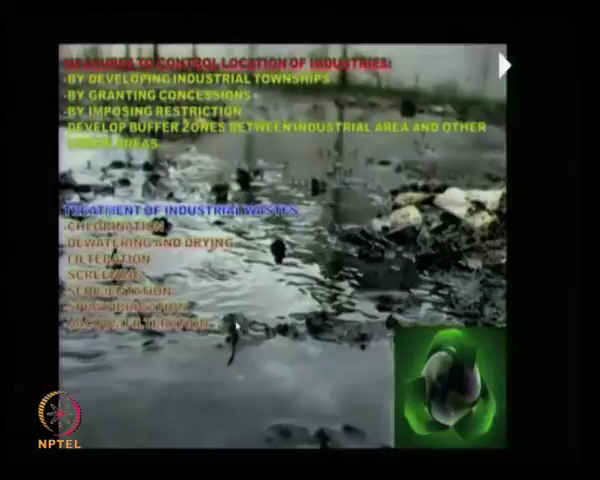 MEASURES TO CONTROL LOCATION OF INDUSTRIES:
-BY DEVELOPING INDUSTRIAL TOWNSHIPS
-BY GRANTING CONCESSIONS
-BY IMPOSING RESTRICTION
-DEVELOP BUFFER ZONES BETWEEN INDUSTRIAL AREA AND OTHER
URBAN AREAS
TREATMENT OF INDUSTRIAL WASTES
-CHLORINATION
-DEWATERING AND DRYING
-FILTERATION
-SCREENING
-SEDIMENTATION
NPTEL